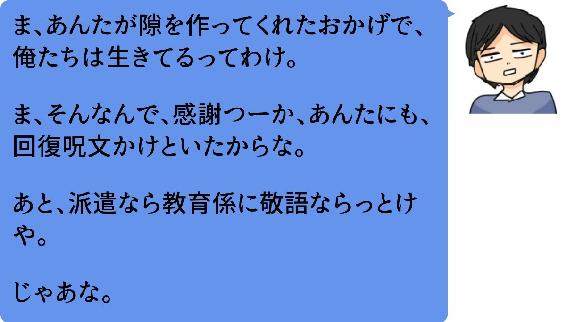 ま、あんたが隙を作ってくれたおかげで、
俺たちは生きてるってわけ。
ま、そんなんで、感謝つーか、あんたにも、
回復呪文かけといたからな。
あと、派遣なら教育係に敬語ならっとけ
や。
じゃあな。